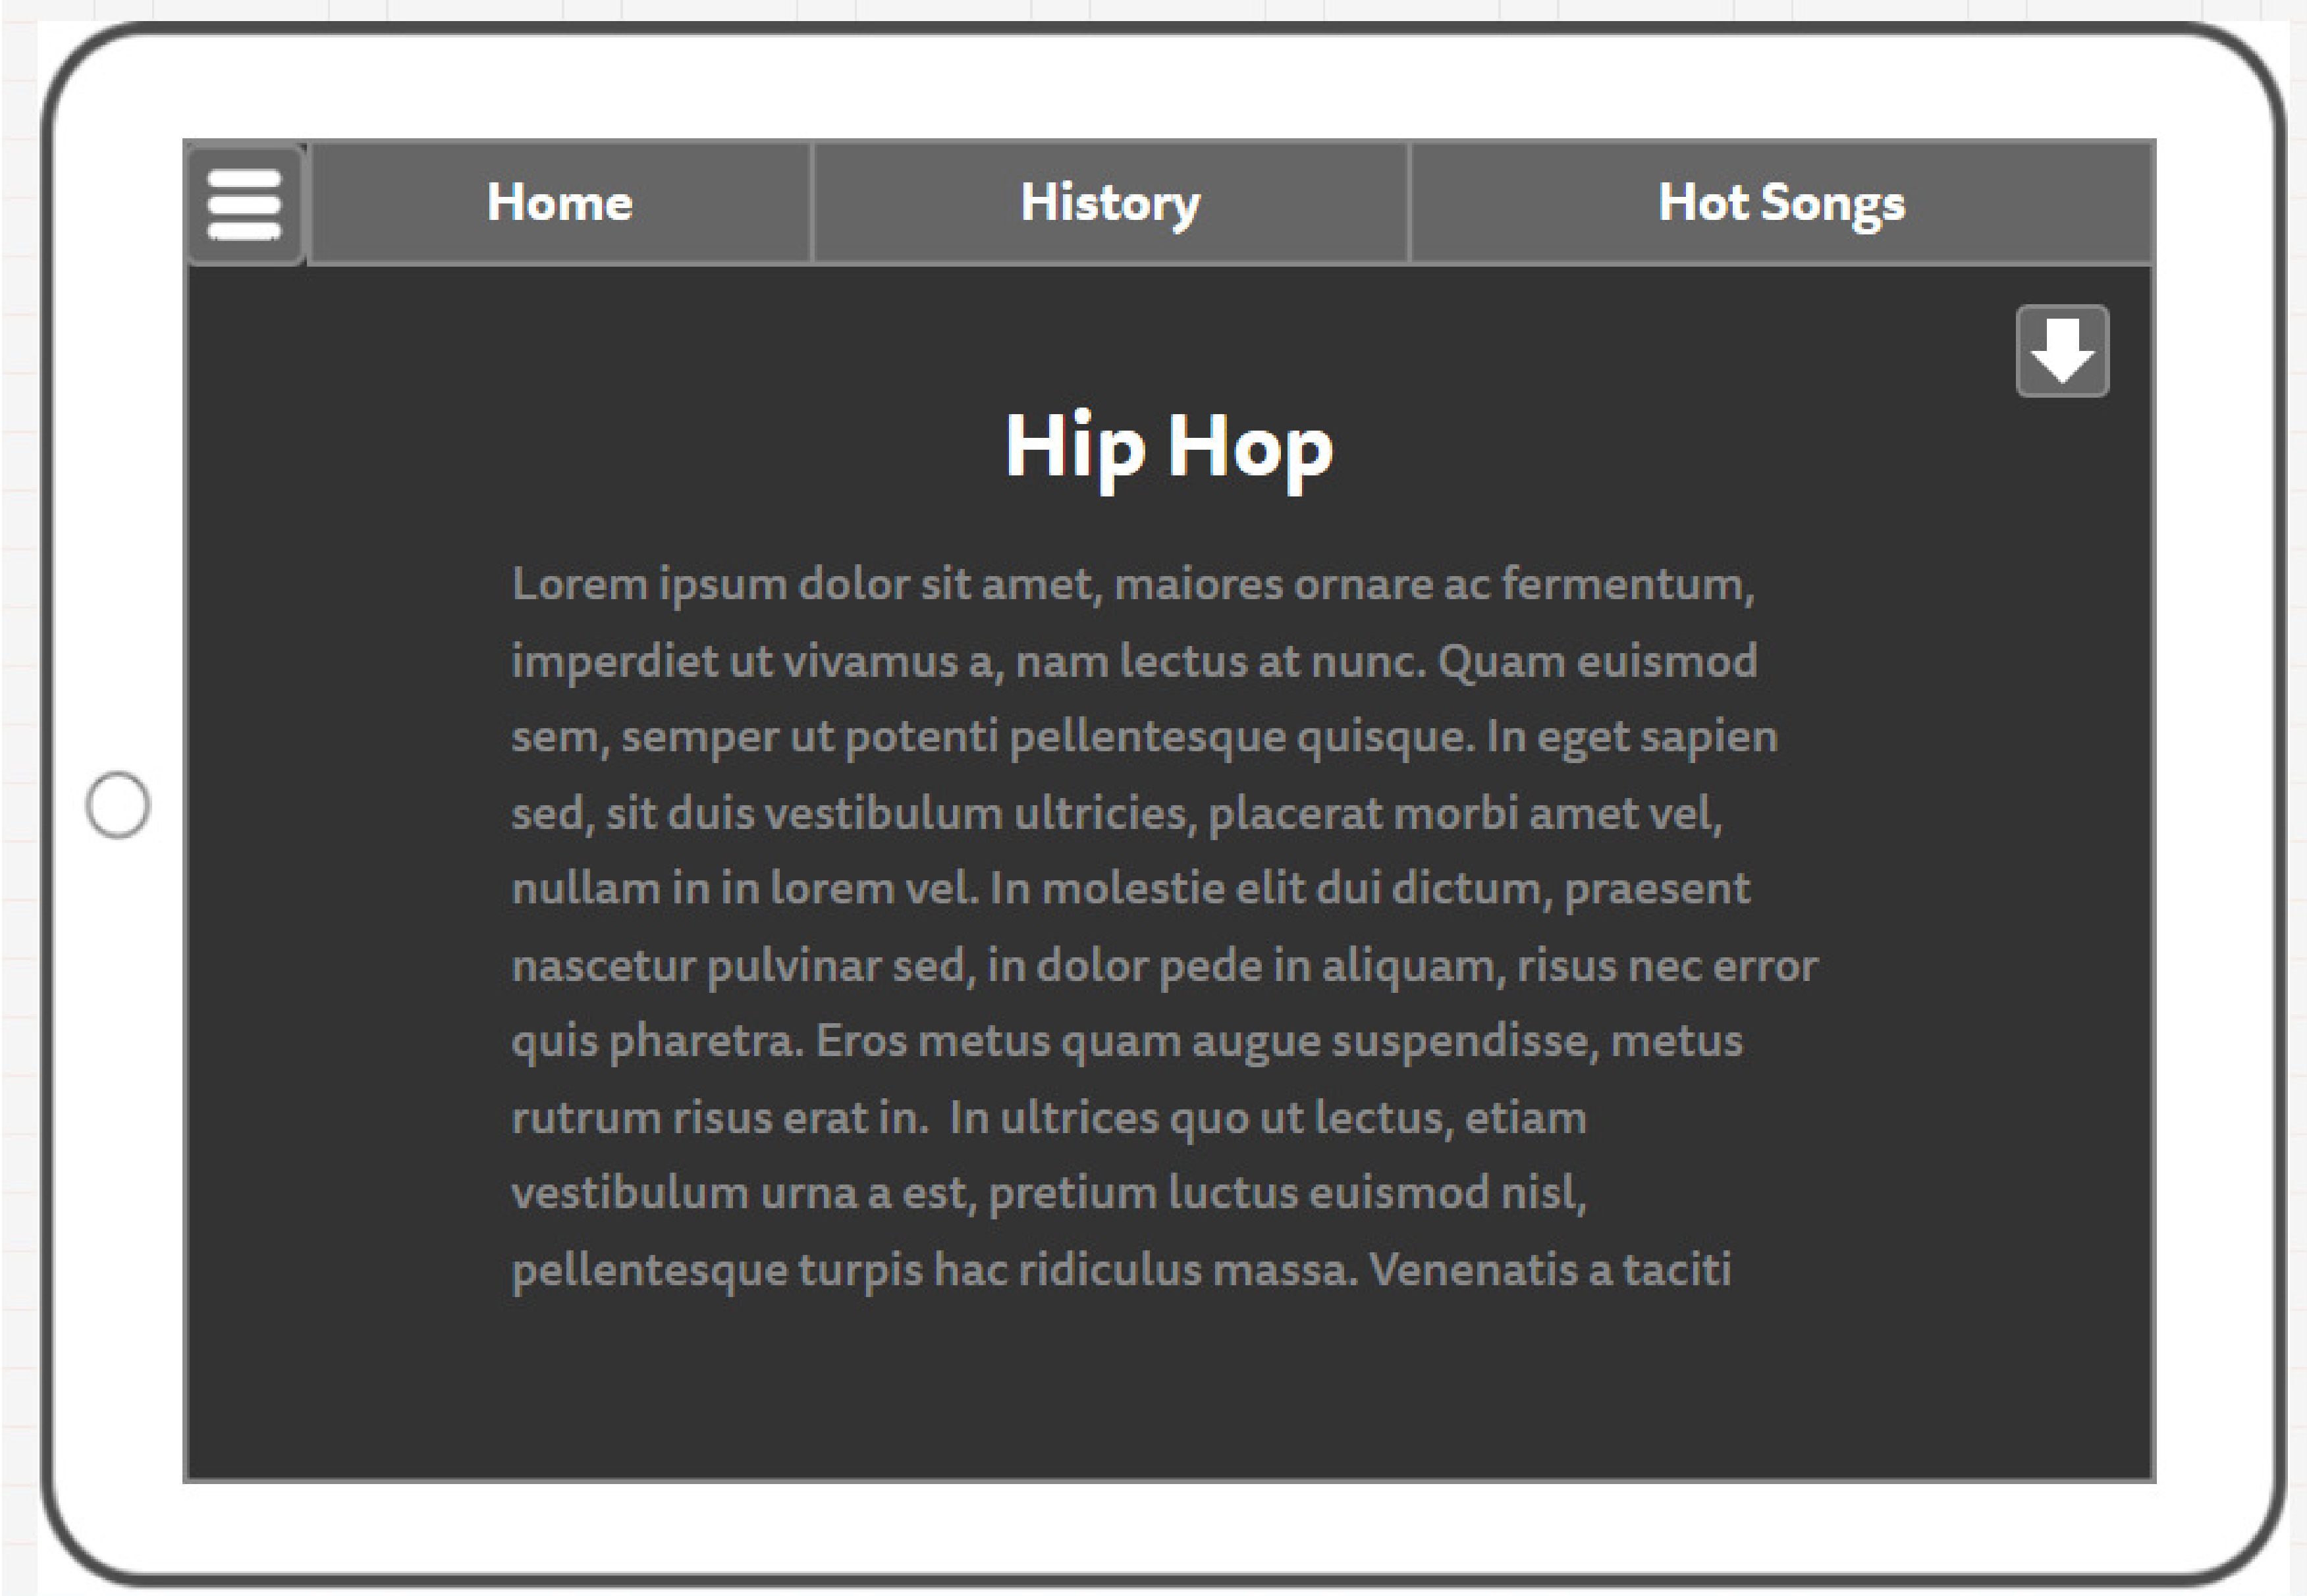 Home
History
Hot Songs
Hip Hop
Lorem ipsum dolor sit amet, maiores ornare ac fermentum,
imperdiet ut vivamus a, nam lectus at nunc. Quam euismod
sem, semper ut potenti pellentesque quisque. In eget sapien
sed, sit duis vestibulum ultricies, placerat morbi amet vel,
nullam in in lorem vel. In molestie elit dui dictum, praesent
nascetur pulvinar sed, in dolor pede in aliquam, risus nec error
quis pharetra. Eros metus quam augue suspendisse, metus
rutrum risus erat in.  In ultrices quo ut lectus, etiam
vestibulum urna a est, pretium luctus euismod nisl,
pellentesque turpis hac ridiculus massa. Venenatis a taciti